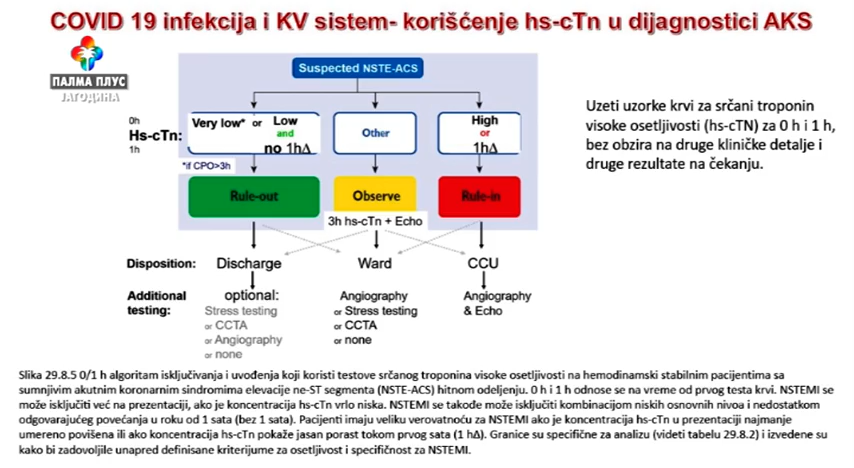 COVID 19 infekcija i KV sistem- korišćenje hs-cTn u dijagnostici AKS
ПАЛМА ПЛУС
ЈАГОДИНА
Suspected NSTE-ACS
0h
Hs-cTn:
1h
Very low* or Low
and
no 1hΔ
Other
High
or
1hΔ
*if CPO>3h
Rule-out
Observe
Rule-in
3h hs-cTn + Echo
Disposition:
Discharge
Ward
CCU
Additional
testing:
optional:
Stress testing
or CCTA
or Angiography
or none
Angiography
or Stress testing
or CCTA
or none
Angiography
& Echo
Uzeti uzorke krvi za srčani troponin
visoke osetljivosti (hs-cTN) za 0 h i 1 h,
bez obzira na druge kliničke detalje i
druge rezultate na čekanju.
Slika 29.8.5 0/1 h algoritam isključivanja i uvođenja koji koristi testove srčanog troponina visoke osetljivosti na hemodinamski stabilnim pacijentima sa
sumnjivim akutnim koronarnim sindromima elevacije ne-ST segmenta (NSTE-ACS) hitnom odeljenju. 0 h i 1 h odnose se na vreme od prvog testa krvi. NSTEMI se
može isključiti već na prezentaciji, ako je koncentracija hs-cTn vrlo niska. NSTEMI se takođe može isključiti kombinacijom niskih osnovnih nivoa i nedostatkom
odgovarajućeg povećanja u roku od 1 sata (bez 1 sata). Pacijenti imaju veliku verovatnoću za NSTEMI ako je koncentracija hs-cTn u prezentaciji najmanje
umereno povišena ili ako koncentracija hs-cTn pokaže jasan porast tokom prvog sata (1 hΔ). Granice su specifične za analizu (videti tabelu 29.8.2) i izvedene su
kako bi zadovoljile unapred definisane kriterijume za osetljivost i specifičnost za NSTEMI.